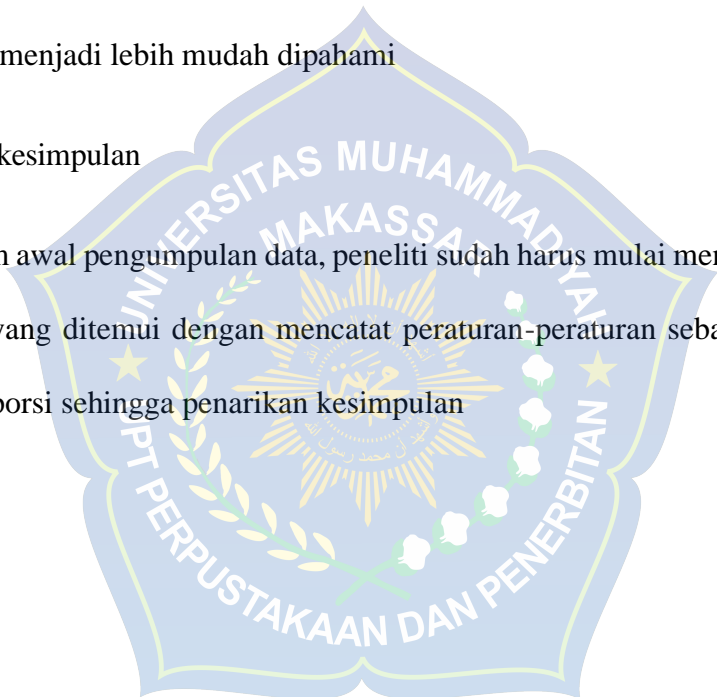 menjadi lebih mudah dipahami
kesimpulan
awal pengumpulan data, peneliti sudah harus mulai
yang ditemui dengan mencatat peraturan-peraturan seba
porsi sehingga penarikan kesimpulan
UNIVERSITAS MUHAMMADIYAH
MAKASSAR
UPT PERPUSTAKAAN DAN PENERBITAN